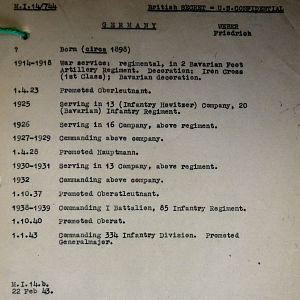 M.I.14/744 British SECRET - U.S. CONFIDENTIAL
GERMANY WEBER
Friedrich
? Born (circa 1898)
1914-1918 War service: regimental, in 2 Bavarian Foot
Artillery Regiment. Decoration: Iron Cross
(1st Class); Bavarian decoration.
1.4.23 Promoted Oberleutnant.
1925 Serving in 13 (Infantry Howitzer) Company, 20
(Bavarian) Infantry Regiment.
1926 Serving in 16 Company, above regiment.
1927-1929 Commanding above company.
1.4.28 Promoted Hauptmann.
1930-1931 Serving in 13 Company, above regiment.
1932 Commanding above company.
1.10.37 Promoted Oberstleutnant.
1938-1939 Commanding I Battalion, 85 Infantry Regiment.
1.10.40 Promoted Oberst.
1.1.43 Commanding 334 Infantry Division. Promoted
Generalmajor.
M.I.14.b.
22 Feb 43.